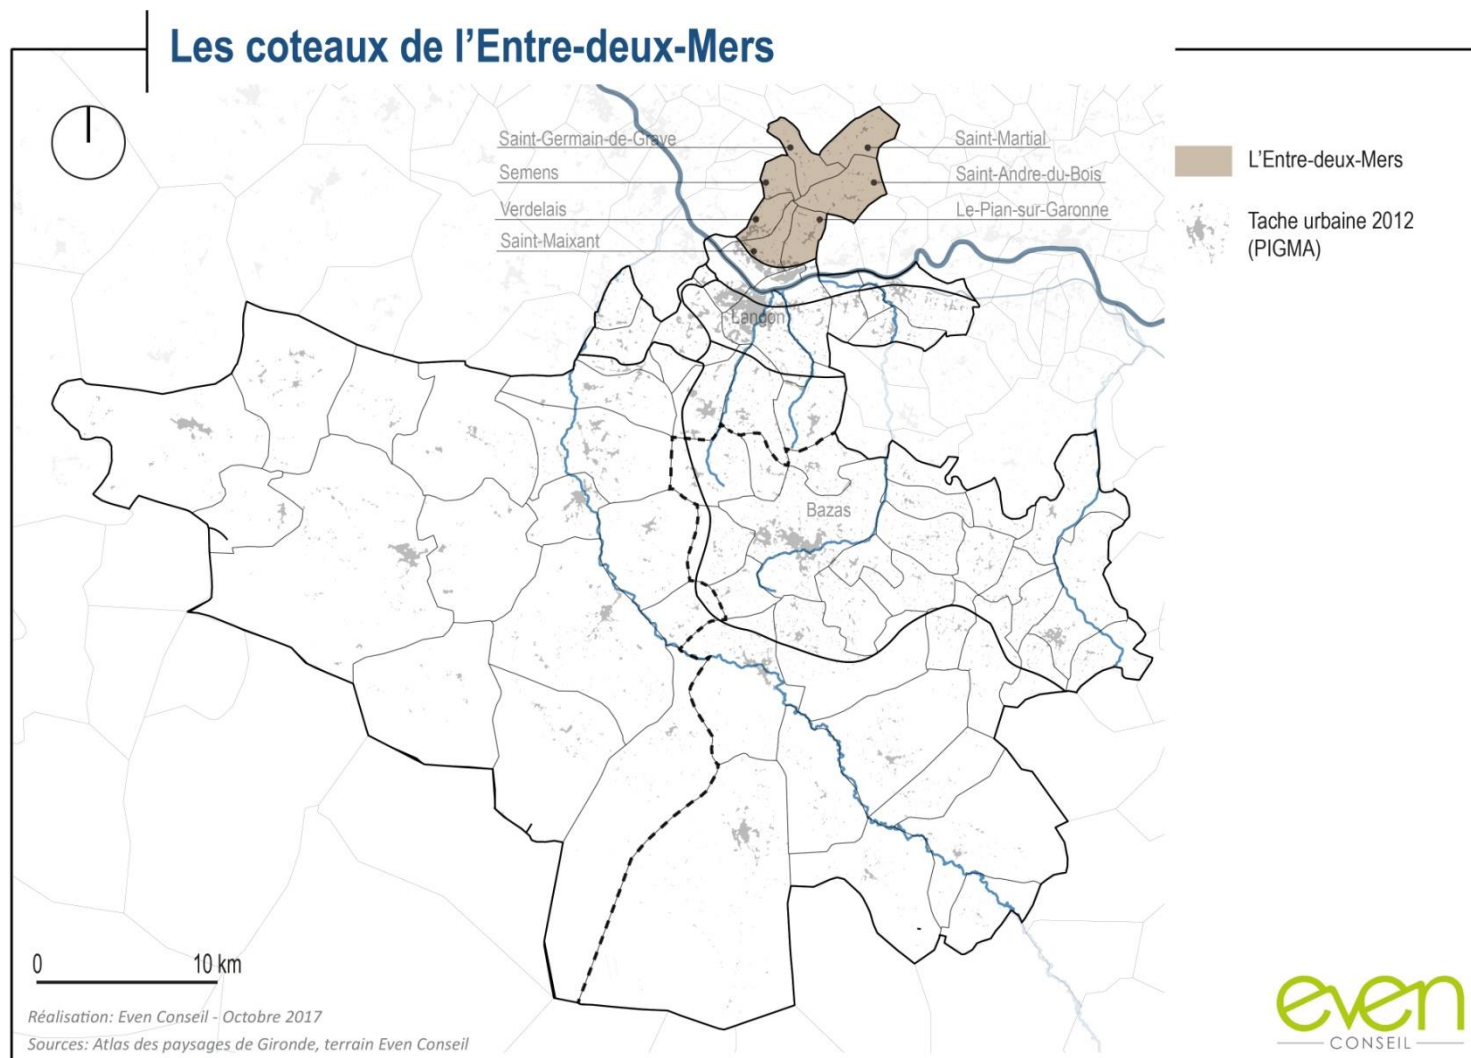 Les coteaux de l'Entre-deux-Mers
Saint-Germain-de-Grave
Saint-Martial
Semens
Saint-Andre-du-Bois
Verdelais
Le-Pian-sur-Garonne
Saint-Maixant
L'Entre-deux-Mers
Tache urbaine 2012
(PIGMA)
Langon
Bazas
0 10 km
Réalisation: Even Conseil - Octobre 2017
Sources: Atlas des paysages de Gironde, terrain Even Conseil
even
CONSEIL